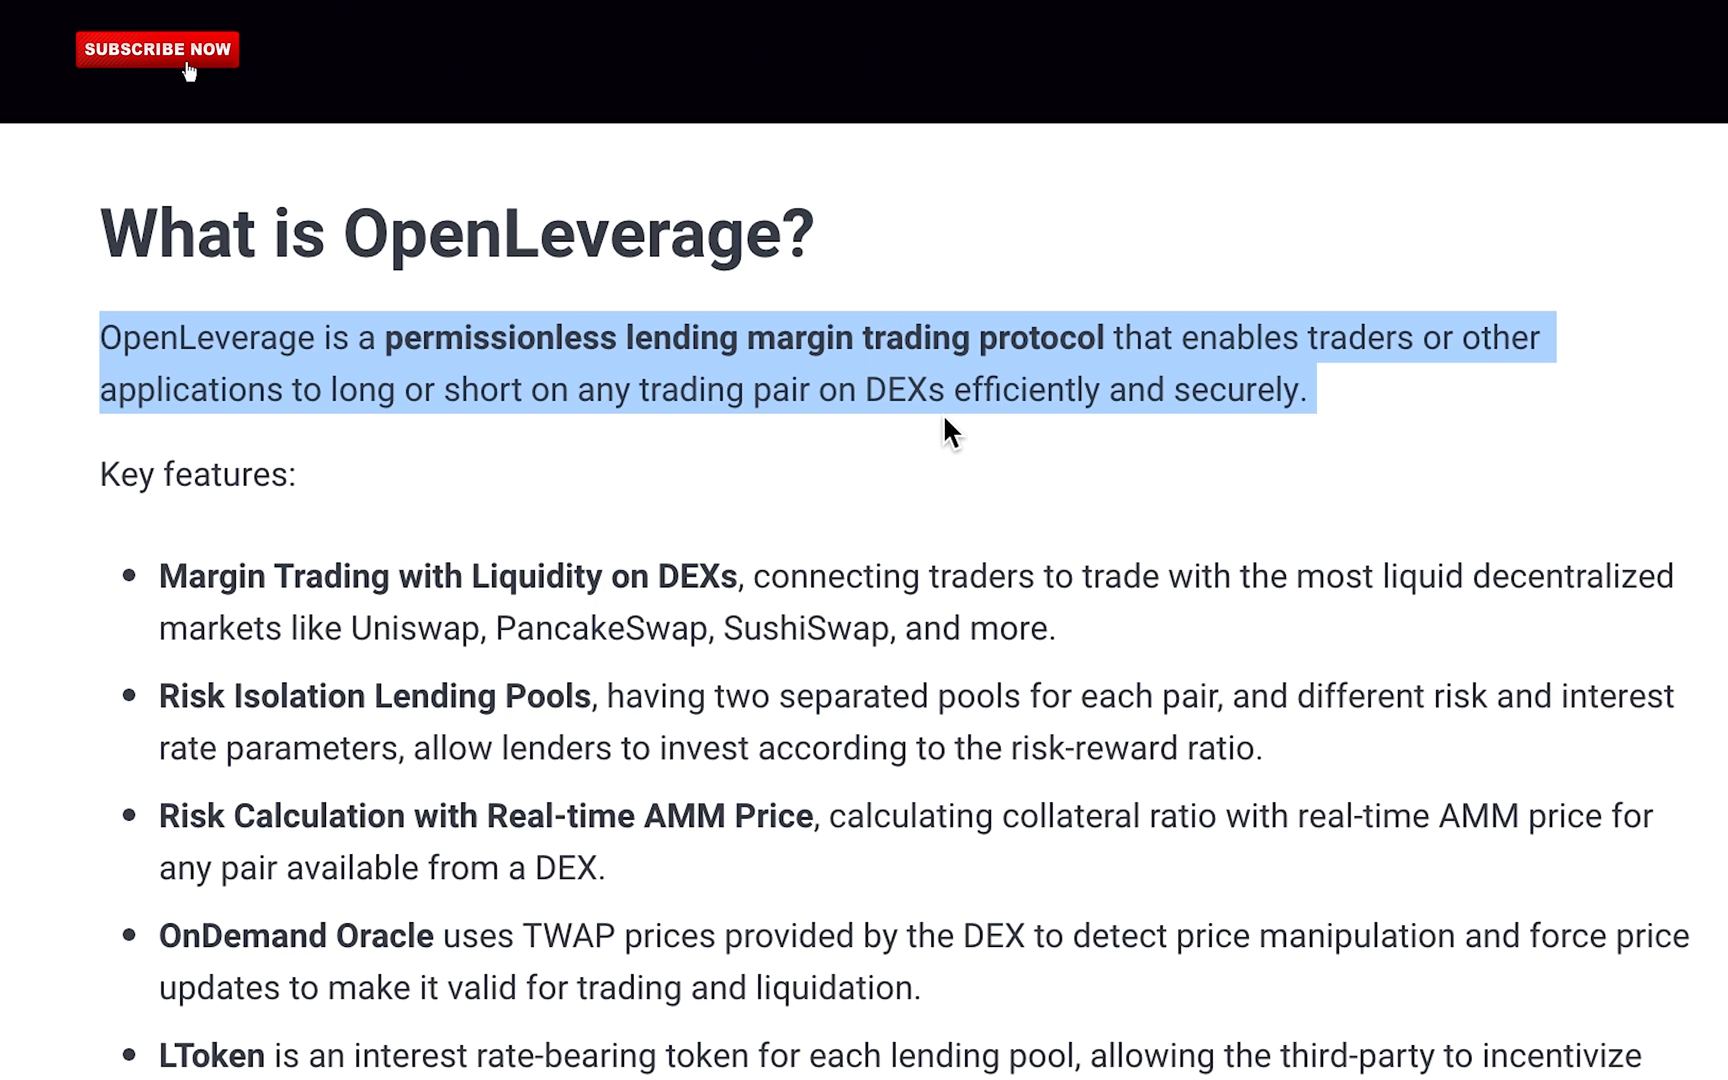 SUBSCRIBE NOW
What is OpenLeverage?
OpenLeverage is a permissionless lending margin trading protocol that enables traders or other
applications to long or short on any trading pair on DEXs efficiently and securely.
Key features:
• Margin Trading with Liquidity on DEXs, connecting traders to trade with the most liquid decentralized
markets like Uniswap, PancakeSwap, SushiSwap, and more.
• Risk Isolation Lending Pools, having two separated pools for each pair, and different risk and interest
rate parameters, allow lenders to invest according to the risk-reward ratio.
• Risk Calculation with Real-time AMM Price, calculating collateral ratio with real-time AMM price for
any pair available from a DEX.
• OnDemand Oracle uses TWAP prices provided by the DEX to detect price manipulation and force price
updates to make it valid for trading and liquidation.
• LToken is an interest rate-bearing token for each lending pool, allowing the third-party to incentivize